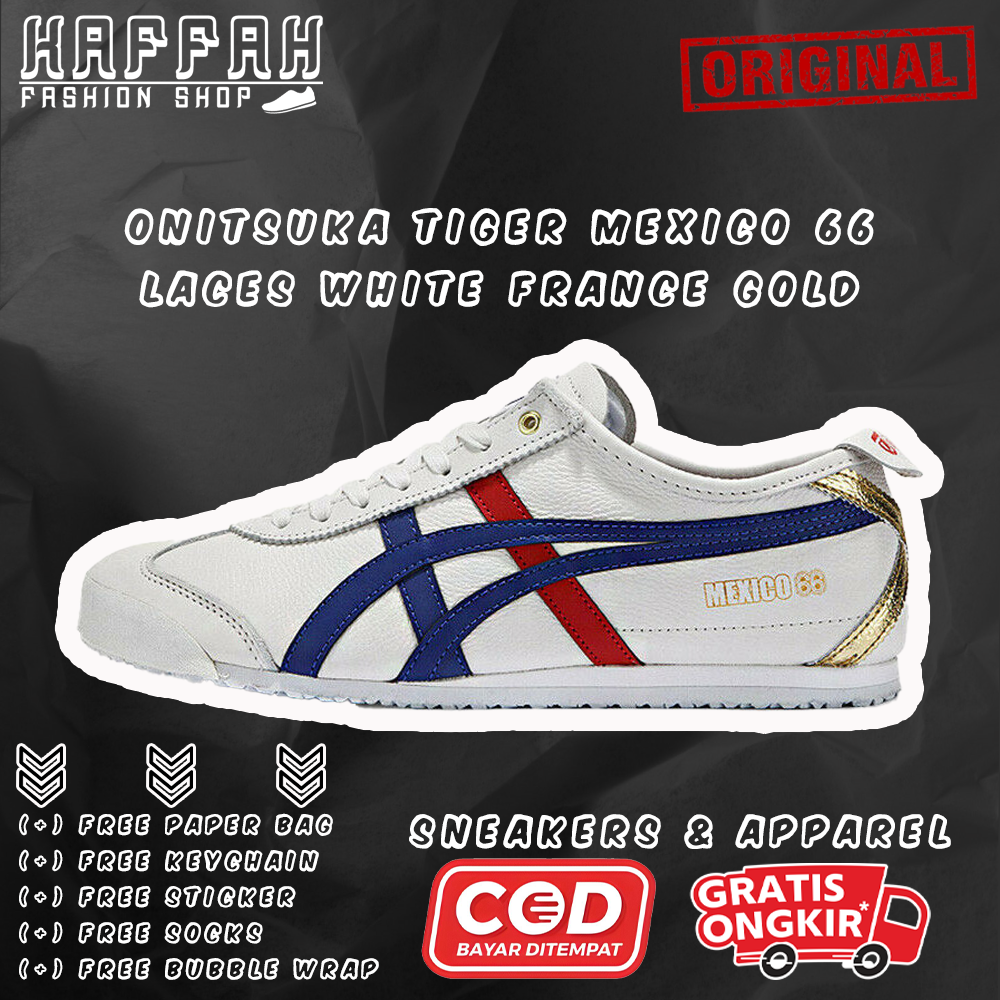 HAFFAH
FASHION SHOP
ORIGINAL
ONITSUKA TIGER MEXICO 66
LACES WHITE FRANCE GOLD
MEXICO 66
(+) FREE PAPER BAG
(+) FREE KEYCHAIN
(+) FREE STICKER
(+) FREE SOCKS
(+) FREE BUBBLE WRAP
SNEAKERS & APPAREL
COD
BAYAR DITEMPAT
GRATIS
ONGKIR*